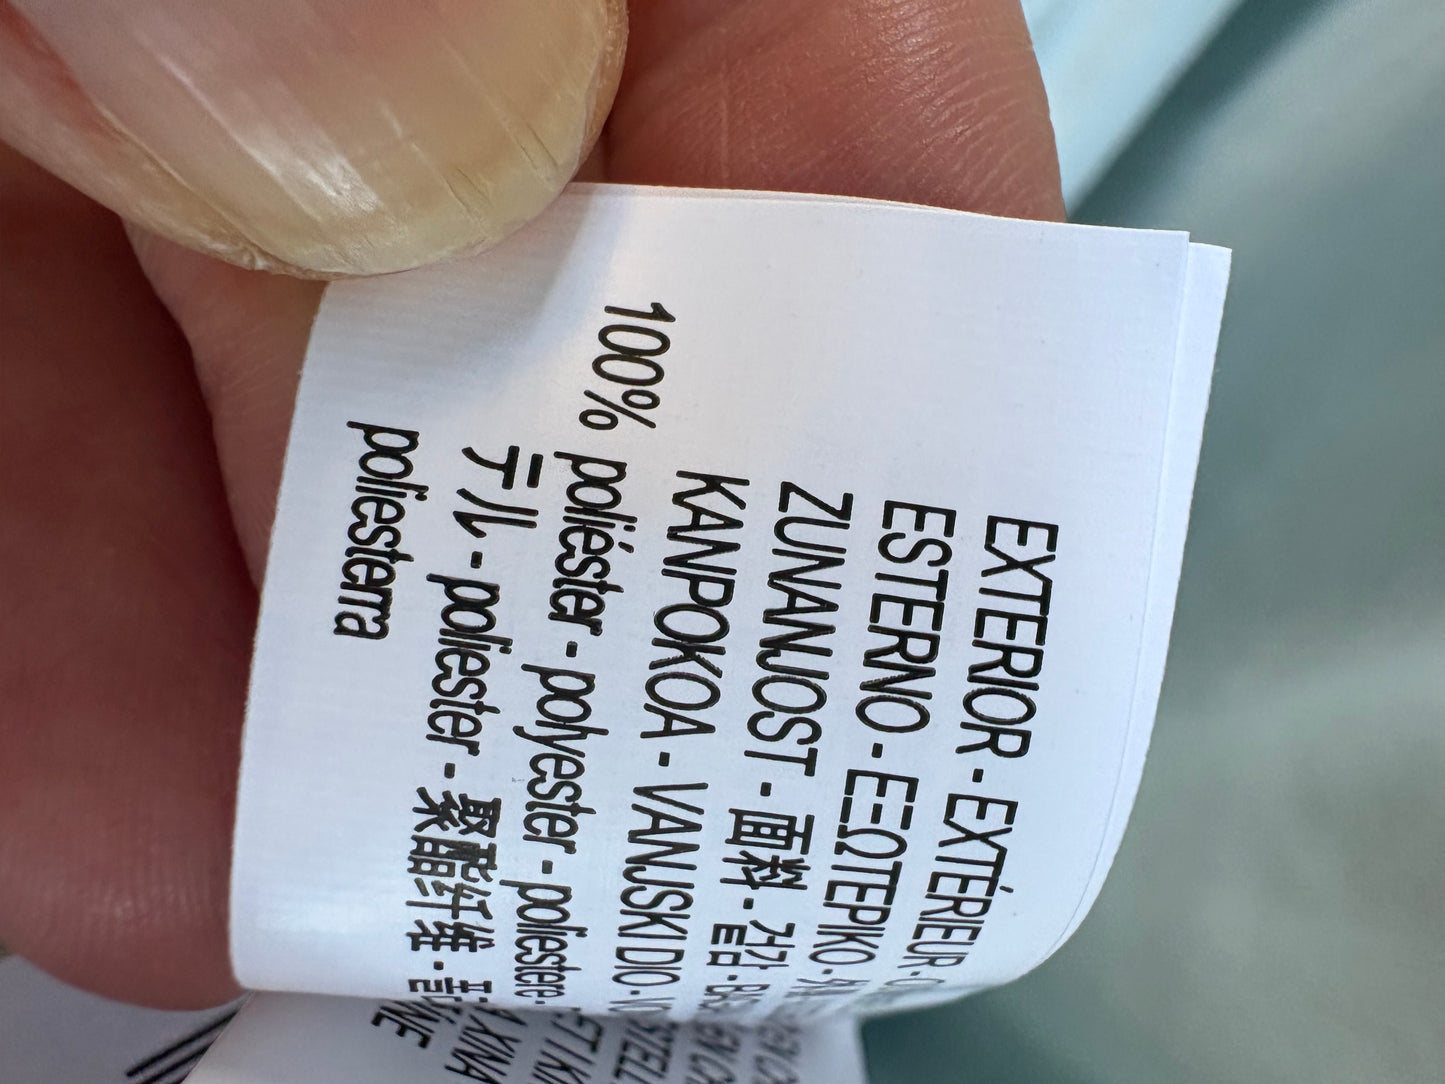 EXTERIOR - EXTÉRIEUR -
ESTERNO - ΕΞΩΤΕΡΙΚΟ -
ZUNANJOST - 面料 - 겉감 -
KANPOKOA - VANJSKI DIO -
100% poliéster - polyester - poliestere -
テル - poliester - 聚酯纤维 -
poliesterra